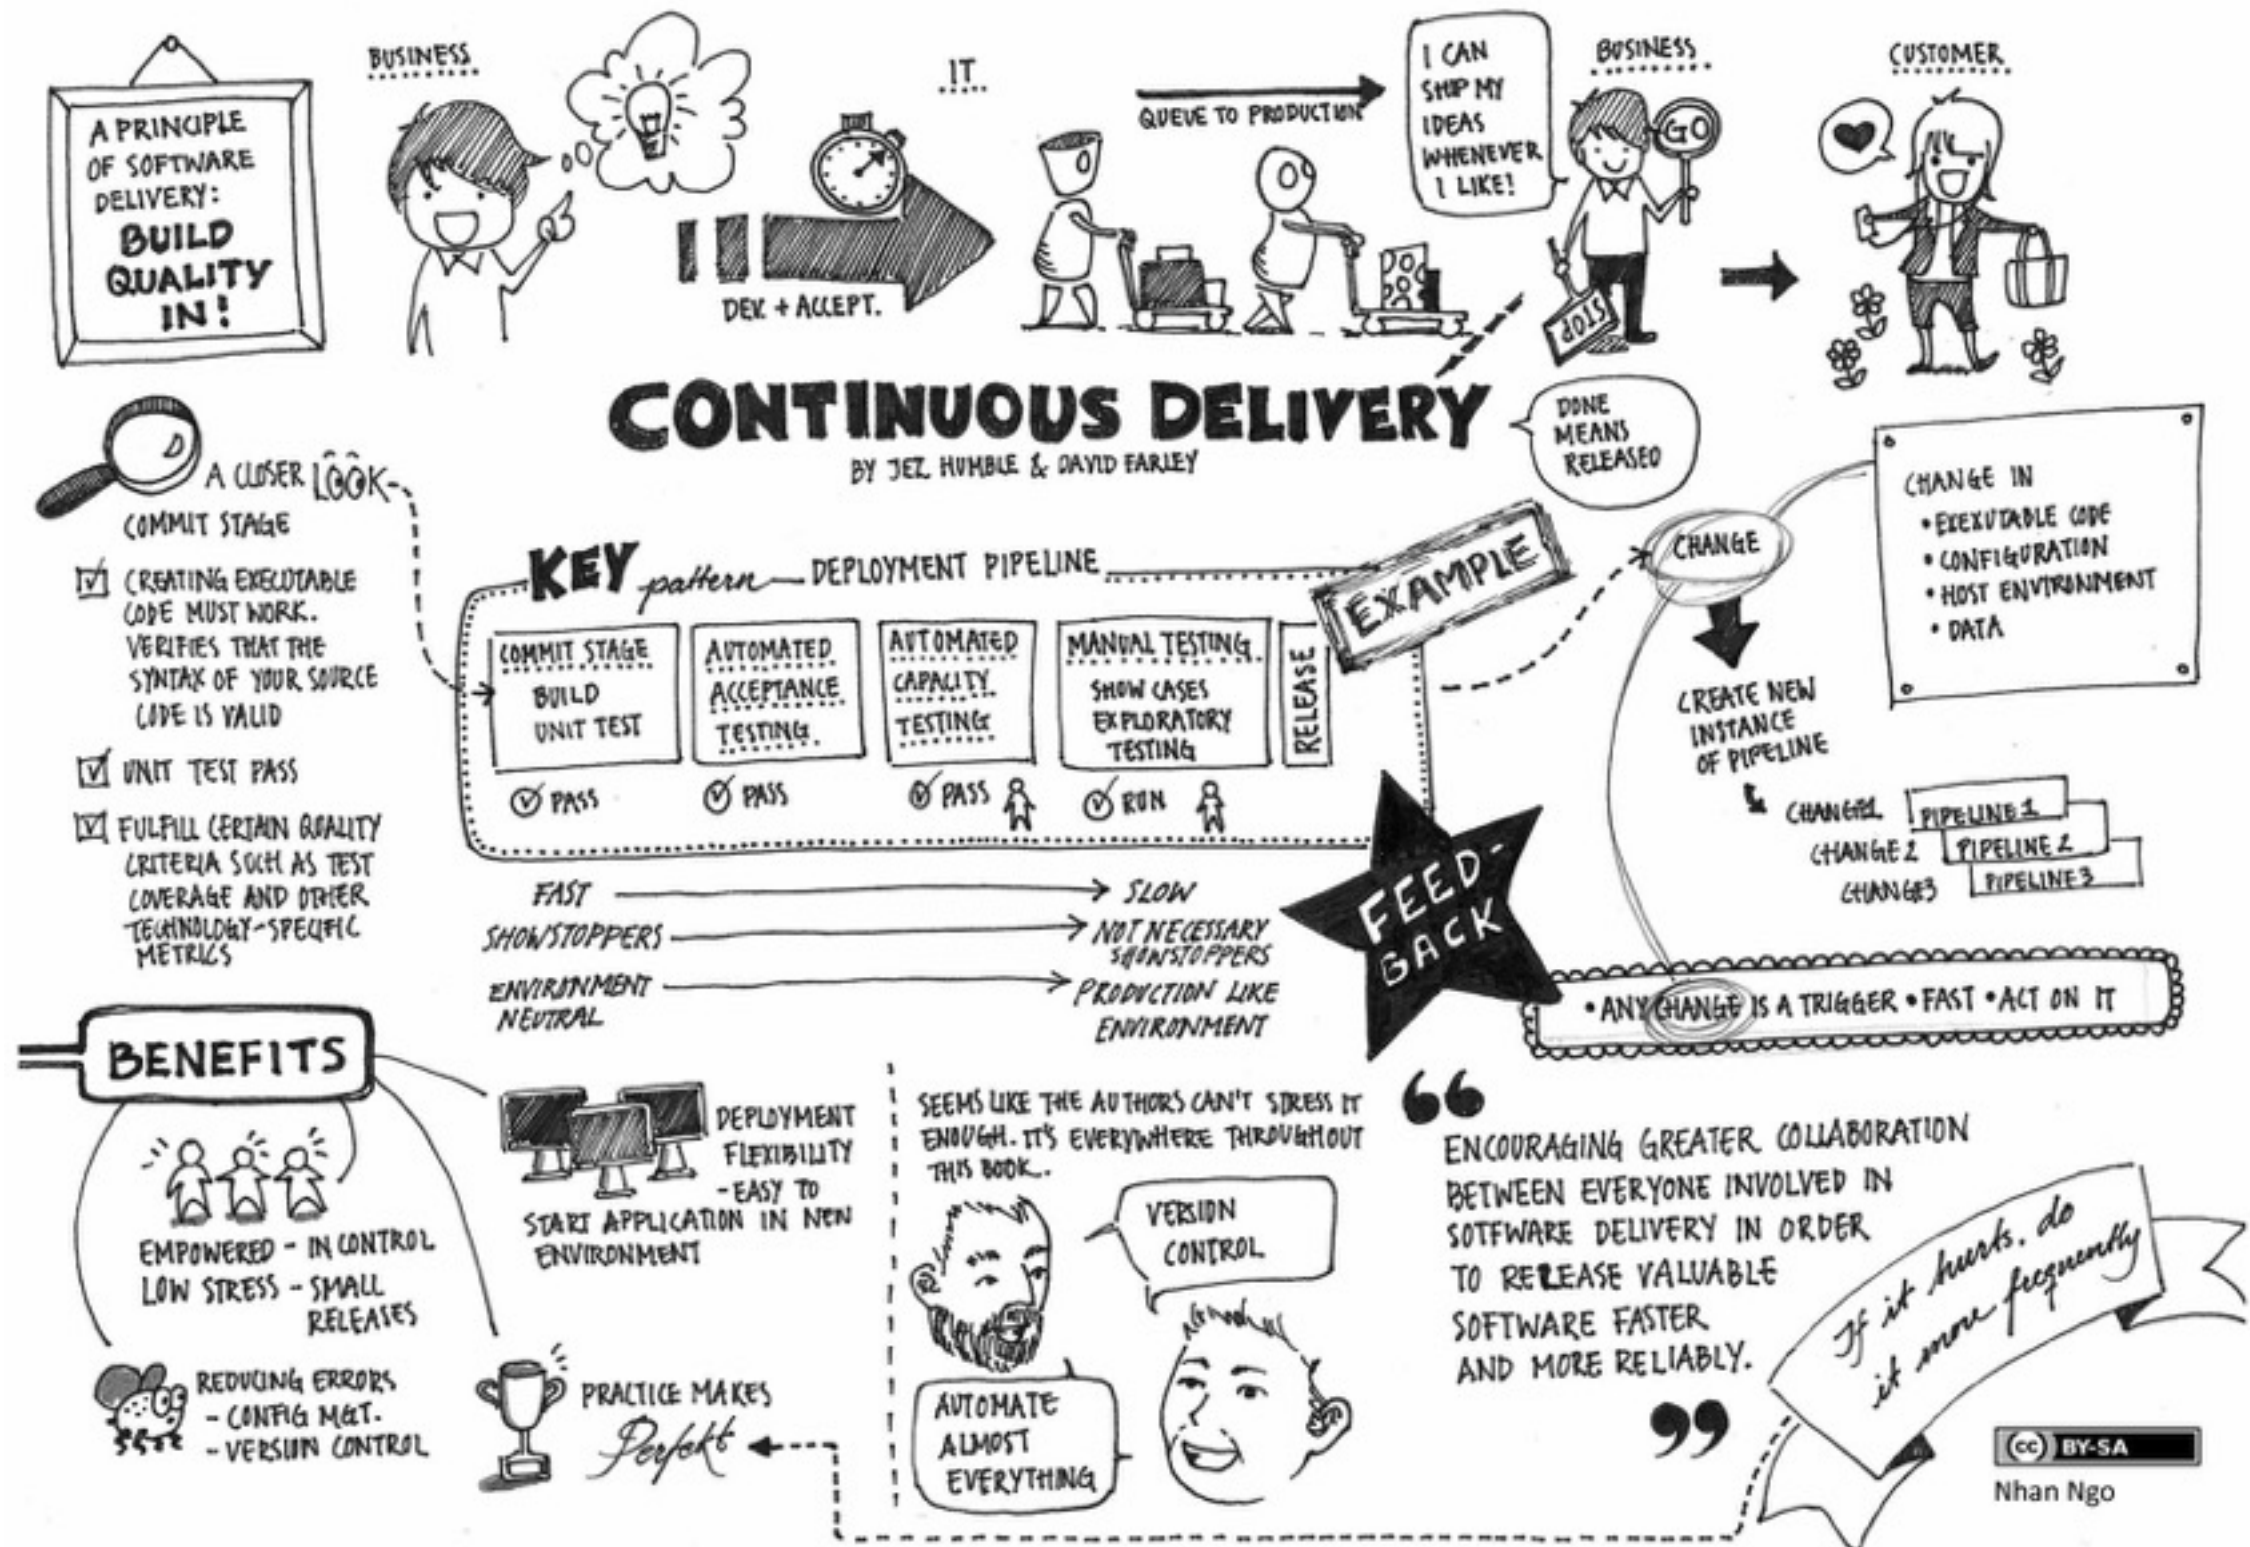 A PRINCIPLE
OF SOFTWARE
DELIVERY:
BUILD
QUALITY
IN!
BUSINESS
DEV. + ACCEPT.
IT
QUEUE TO PRODUCTION
I CAN
SHIP MY
IDEAS
WHENEVER
I LIKE!
BUSINESS
GO
STOP
CUSTOMER
CONTINUOUS DELIVERY
BY JEZ HUMBLE & DAVID FARLEY
DONE
MEANS
RELEASED
A CLOSER LOOK
COMMIT STAGE
CREATING EXECUTABLE
CODE MUST WORK.
VERIFIES THAT THE
SYNTAX OF YOUR SOURCE
CODE IS VALID
UNIT TEST PASS
FULFILL CERTAIN QUALITY
CRITERIA SUCH AS TEST
COVERAGE AND OTHER
TECHNOLOGY-SPECIFIC
METRICS
KEY pattern DEPLOYMENT PIPELINE
EXAMPLE
COMMIT STAGE
BUILD
UNIT TEST
PASS
AUTOMATED
ACCEPTANCE
TESTING
PASS
AUTOMATED
CAPACITY
TESTING
PASS
MANUAL TESTING
SHOW CASES
EXPLORATORY
TESTING
RUN
RELEASE
FAST
SLOW
SHOWSTOPPERS
NOT NECESSARY
SHOWSTOPPERS
ENVIRONMENT
NEUTRAL
PRODUCTION LIKE
ENVIRONMENT
FEED-
BACK
CHANGE
CHANGE IN
• EXEXUTABLE CODE
• CONFIGURATION
• HOST ENVIRONMENT
• DATA
CREATE NEW
INSTANCE
OF PIPELINE
CHANGE1 PIPELINE1
CHANGE2 PIPELINE2
CHANGE3 PIPELINE3
• ANY CHANGE IS A TRIGGER • FAST • ACT ON IT
BENEFITS
EMPOWERED - IN CONTROL
LOW STRESS - SMALL
RELEASES
REDUCING ERRORS
- CONFIG MGT.
- VERSION CONTROL
DEPLOYMENT
FLEXIBILITY
- EASY TO
START APPLICATION IN NEW
ENVIRONMENT
PRACTICE MAKES
Perfekt
SEEMS LIKE THE AUTHORS CAN'T STRESS IT
ENOUGH. IT'S EVERYWHERE THROUGHOUT
THIS BOOK.
VERSION
CONTROL
AUTOMATE
ALMOST
EVERYTHING
“
ENCOURAGING GREATER COLLABORATION
BETWEEN EVERYONE INVOLVED IN
SOTFWARE DELIVERY IN ORDER
TO RELEASE VALUABLE
SOFTWARE FASTER
AND MORE RELIABLY.
”
If it hurts, do
it more frequently
cc BY-SA
Nhan Ngo